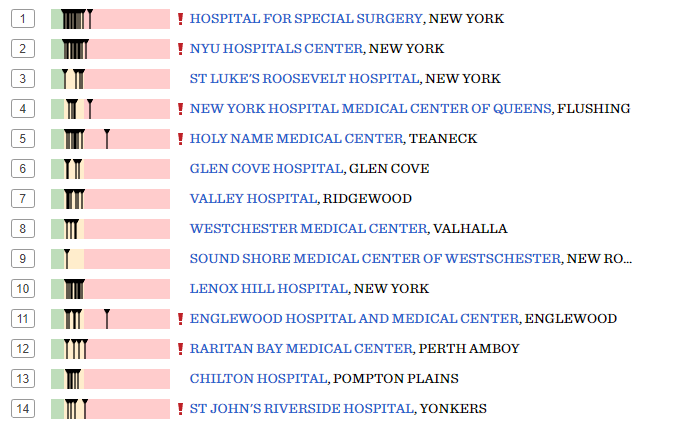 1 HOSPITAL FOR SPECIAL SURGERY, NEW YORK
2 NYU HOSPITALS CENTER, NEW YORK
3 ST LUKE'S ROOSEVELT HOSPITAL, NEW YORK
4 NEW YORK HOSPITAL MEDICAL CENTER OF QUEENS, FLUSHING
5 HOLY NAME MEDICAL CENTER, TEANECK
6 GLEN COVE HOSPITAL, GLEN COVE
7 VALLEY HOSPITAL, RIDGEWOOD
8 WESTCHESTER MEDICAL CENTER, VALHALLA
9 SOUND SHORE MEDICAL CENTER OF WESTSCHESTER, NEW RO...
10 LENOX HILL HOSPITAL, NEW YORK
11 ENGLEWOOD HOSPITAL AND MEDICAL CENTER, ENGLEWOOD
12 RARITAN BAY MEDICAL CENTER, PERTH AMBOY
13 CHILTON HOSPITAL, POMPTON PLAINS
14 ST JOHN'S RIVERSIDE HOSPITAL, YONKERS